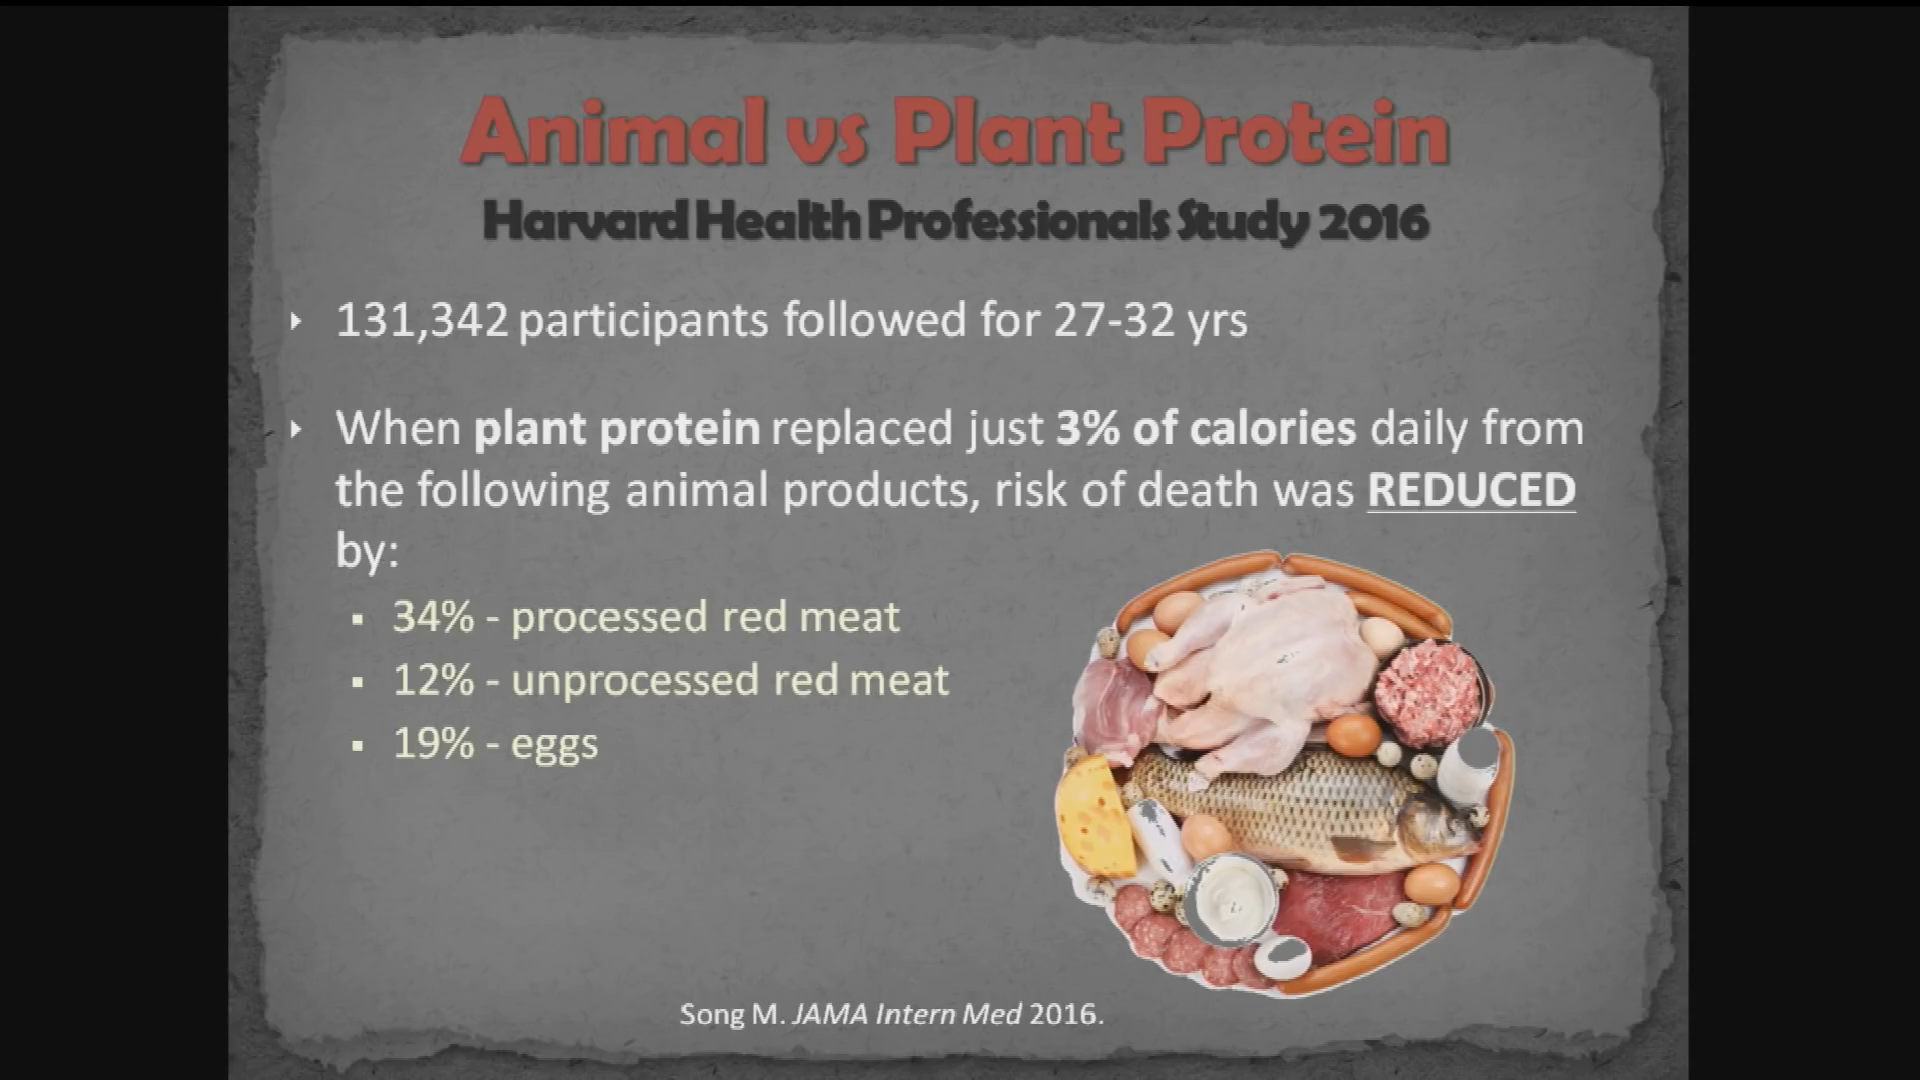 Animal vs Plant Protein
Harvard Health Professionals Study 2016
‣ 131,342 participants followed for 27-32 yrs
‣ When plant protein replaced just 3% of calories daily from
the following animal products, risk of death was REDUCED
by:
▪ 34% - processed red meat
▪ 12% - unprocessed red meat
▪ 19% - eggs
Song M. JAMA Intern Med 2016.